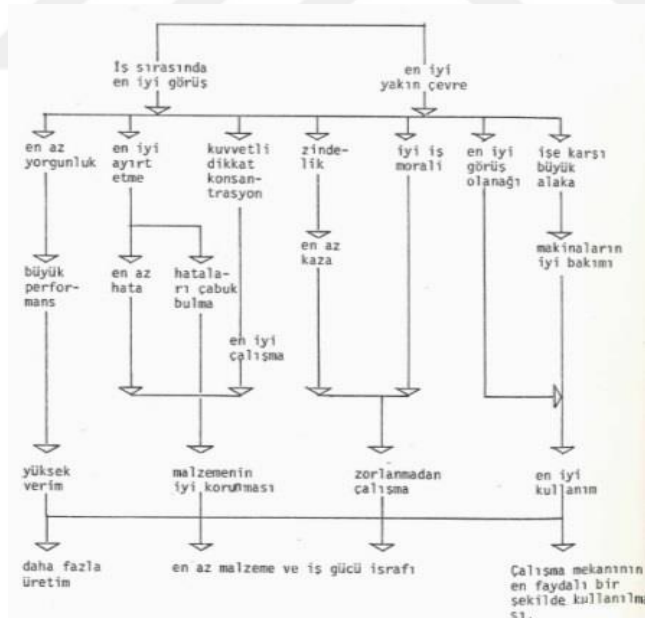 İş sırasında
en iyi görüş
en iyi
yakın çevre
en az
yorgunluk
en iyi
ayırt
etme
kuvvetli
dikkat
konsan-
trasyon
zinde-
lik
iyi iş
morali
en iyi
görüş
olanağı
işe karşı
büyük
alaka
büyük
perfor-
mans
en az
hata
hatala-
rı çabuk
bulma
en iyi
çalışma
en az
kaza
makinaların
iyi bakımı
yüksek
verim
malzemenin
iyi korunması
zorlanmadan
çalışma
en iyi
kullanım
daha fazla
üretim
en az malzeme ve iş gücü israfı
Çalışma mekanının
en faydalı bir
şekilde kullanılma
sı.